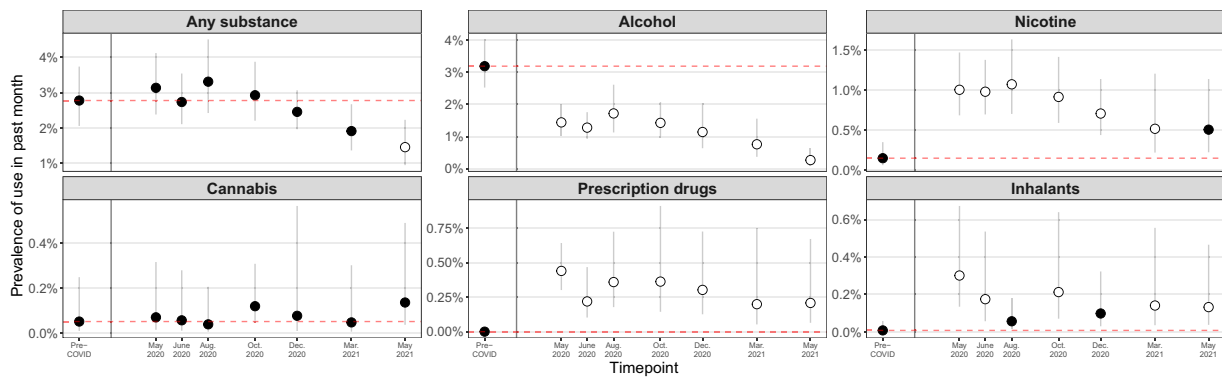 Any substance
Alcohol
Nicotine
4%
3%
2%
1%
4%
3%
2%
1%
0%
1.5%
1.0%
0.5%
0.0%
Cannabis
Prescription drugs
Inhalants
0.4%
0.2%
0.0%
0.75%
0.50%
0.25%
0.00%
0.6%
0.4%
0.2%
0.0%
Prevalence of use in past month
Pre− May June Aug. Oct. Dec. Mar. May
COVID 2020 2020 2020 2020 2020 2021 2021
Pre− May June Aug. Oct. Dec. Mar. May
COVID 2020 2020 2020 2020 2020 2021 2021
Pre− May June Aug. Oct. Dec. Mar. May
COVID 2020 2020 2020 2020 2020 2021 2021
Timepoint